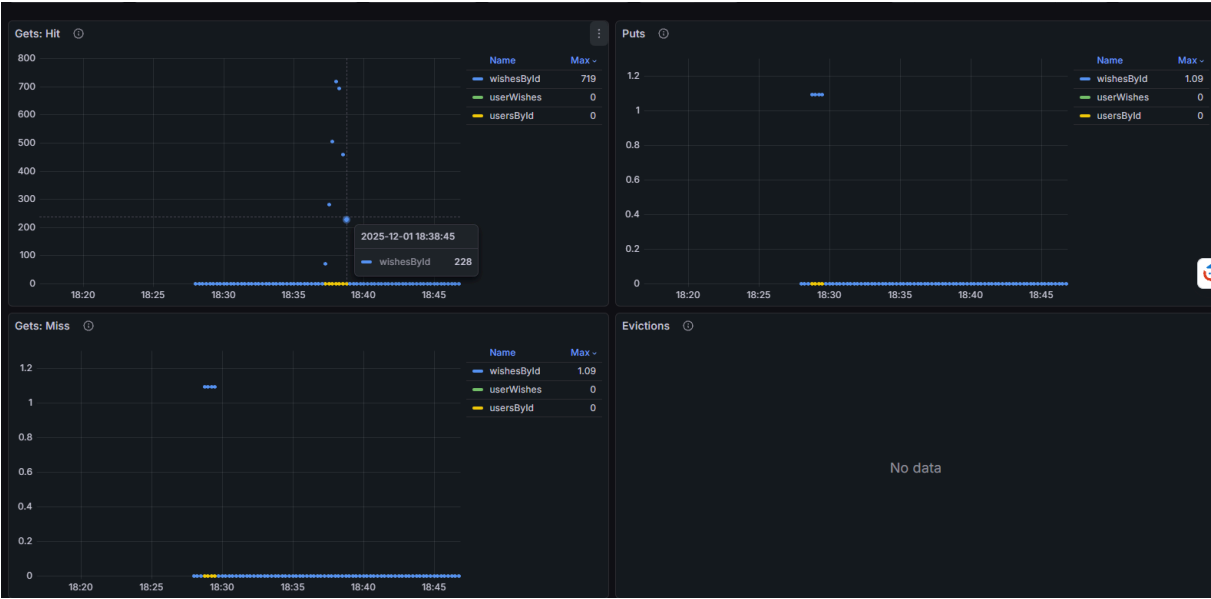 Gets: Hit
800
700
600
500
400
300
200
100
0
18:20 18:25 18:30 18:35 18:40 18:45
Name Max
wishesById 719
userWishes 0
usersById 0
2025-12-01 18:38:45
wishesById 228
Puts
1.2
1
0.8
0.6
0.4
0.2
0
18:20 18:25 18:30 18:35 18:40 18:45
Name Max
wishesById 1.09
userWishes 0
usersById 0
Gets: Miss
1.2
1
0.8
0.6
0.4
0.2
0
18:20 18:25 18:30 18:35 18:40 18:45
Name Max
wishesById 1.09
userWishes 0
usersById 0
Evictions
No data